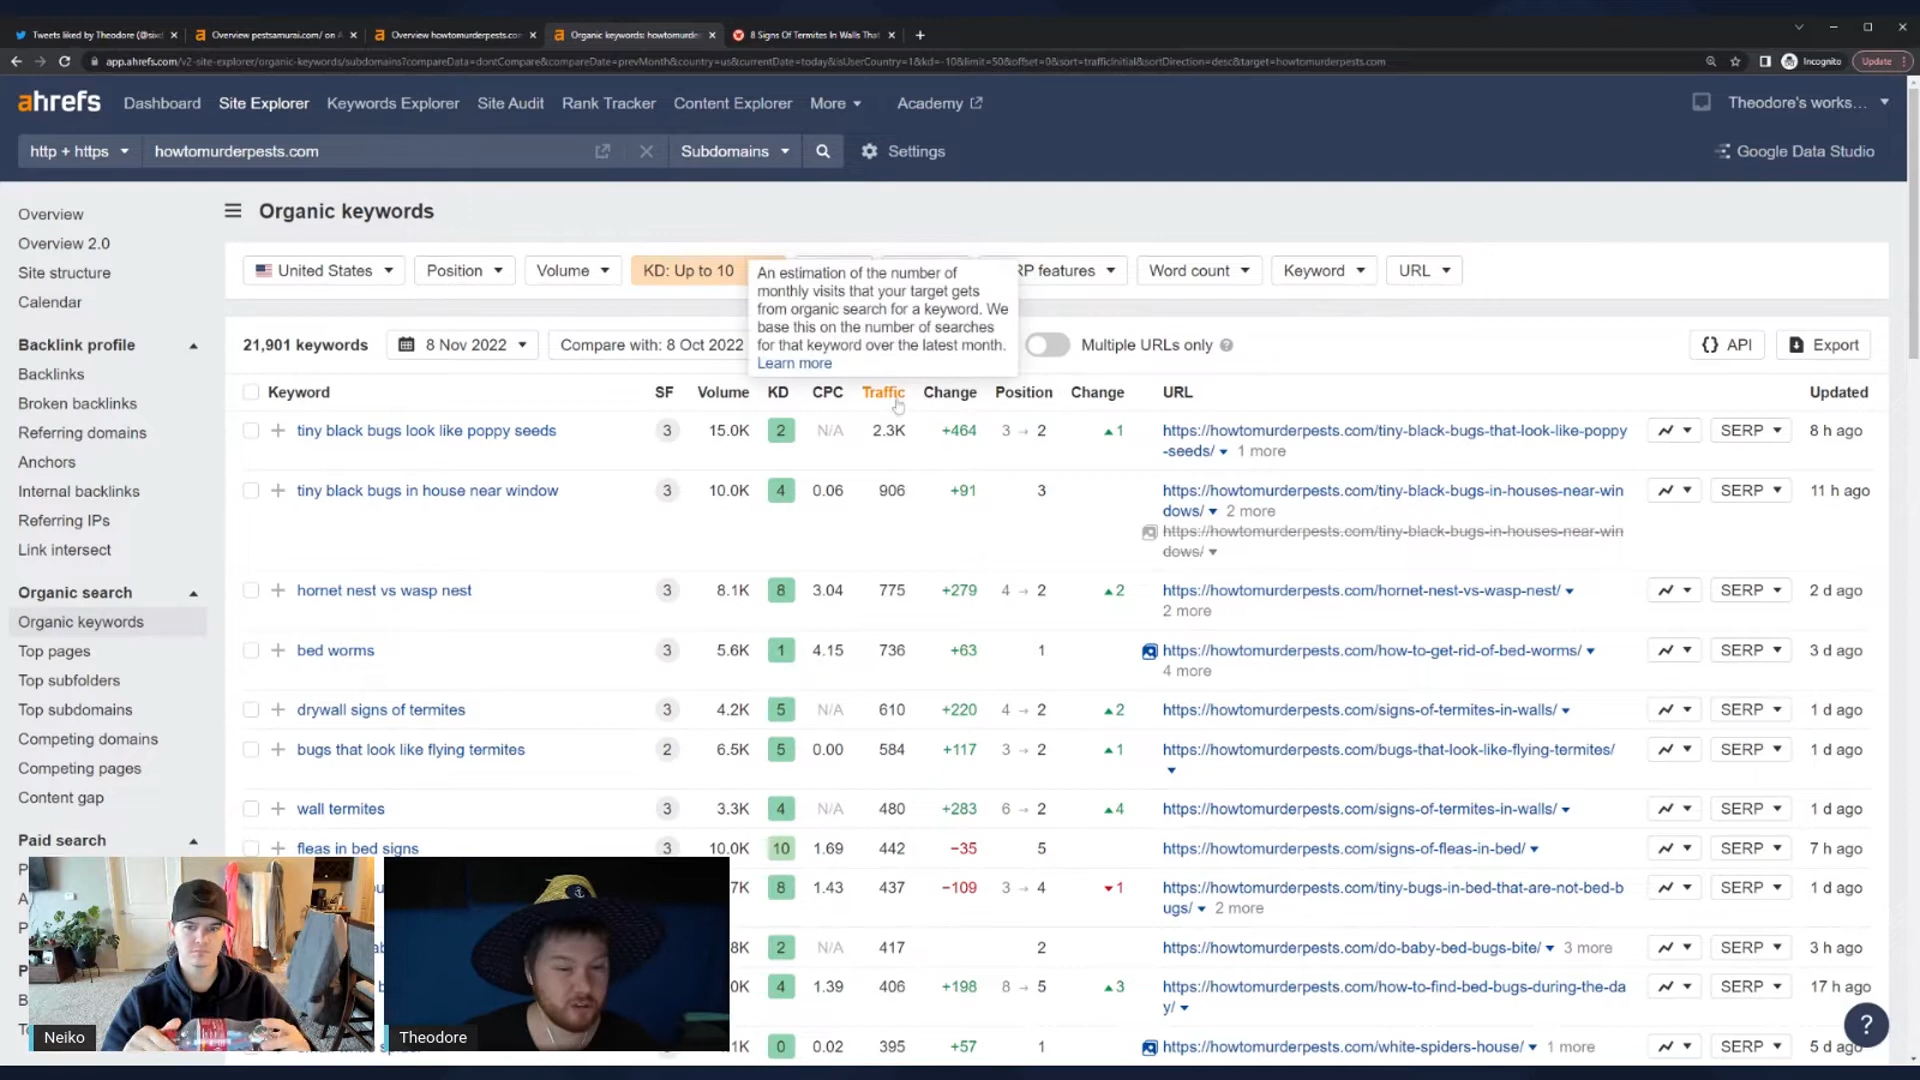 Tweets liked by Theodore (@sixd
Overview pestsamurai.com/ on A
Overview howtomurderpests.com
Organic keywords: howtomurde
8 Signs Of Termites In Walls That
app.ahrefs.com/v2-site-explorer/organic-keywords/subdomains?compareData=dontCompare&compareDate=prevMonth&country=us&currentDate=today&isUserCountry=1&kd=-10&limit=50&offset=0&sort=trafficInitial&sortDirection=desc&target=howtomurderpests.com
Incognito
Update
ahrefs
Dashboard
Site Explorer
Keywords Explorer
Site Audit
Rank Tracker
Content Explorer
More
Academy
Theodore's works...
http + https
howtomurderpests.com
Subdomains
Settings
Google Data Studio
Overview
Overview 2.0
Site structure
Calendar
Backlink profile
Backlinks
Broken backlinks
Referring domains
Anchors
Internal backlinks
Referring IPs
Link intersect
Organic search
Organic keywords
Top pages
Top subfolders
Top subdomains
Competing domains
Competing pages
Content gap
Paid search
Organic keywords
United States
Position
Volume
KD: Up to 10
RP features
Word count
Keyword
URL
An estimation of the number of
monthly visits that your target gets
from organic search for a keyword. We
base this on the number of searches
for that keyword over the latest month.
Learn more
21,901 keywords
8 Nov 2022
Compare with: 8 Oct 2022
Multiple URLs only
API
Export
Keyword SF Volume KD CPC Traffic Change Position Change URL Updated
tiny black bugs look like poppy seeds 3 15.0K 2 N/A 2.3K +464 3 → 2 ▲1 https://howtomurderpests.com/tiny-black-bugs-that-look-like-poppy SERP 8 h ago
-seeds/ 1 more
tiny black bugs in house near window 3 10.0K 4 0.06 906 +91 3 https://howtomurderpests.com/tiny-black-bugs-in-houses-near-win SERP 11 h ago
dows/ 2 more
https://howtomurderpests.com/tiny-black-bugs-in-houses-near-win
dows/
hornet nest vs wasp nest 3 8.1K 8 3.04 775 +279 4 → 2 ▲2 https://howtomurderpests.com/hornet-nest-vs-wasp-nest/ SERP 2 d ago
2 more
bed worms 3 5.6K 1 4.15 736 +63 1 https://howtomurderpests.com/how-to-get-rid-of-bed-worms/ SERP 3 d ago
4 more
drywall signs of termites 3 4.2K 5 N/A 610 +220 4 → 2 ▲2 https://howtomurderpests.com/signs-of-termites-in-walls/ SERP 1 d ago
bugs that look like flying termites 2 6.5K 5 0.00 584 +117 3 → 2 ▲1 https://howtomurderpests.com/bugs-that-look-like-flying-termites/ SERP 1 d ago
wall termites 3 3.3K 4 N/A 480 +283 6 → 2 ▲4 https://howtomurderpests.com/signs-of-termites-in-walls/ SERP 1 d ago
fleas in bed signs 3 10.0K 10 1.69 442 −35 5 https://howtomurderpests.com/signs-of-fleas-in-bed/ SERP 7 h ago
7K 8 1.43 437 −109 3 → 4 ▼1 https://howtomurderpests.com/tiny-bugs-in-bed-that-are-not-bed-b SERP 1 d ago
ugs/ 2 more
8K 2 N/A 417 2 https://howtomurderpests.com/do-baby-bed-bugs-bite/ 3 more SERP 3 h ago
0K 4 1.39 406 +198 8 → 5 ▲3 https://howtomurderpests.com/how-to-find-bed-bugs-during-the-da SERP 17 h ago
y/
1K 0 0.02 395 +57 1 https://howtomurderpests.com/white-spiders-house/ 1 more SERP 5 d ago
Neiko
Theodore
?